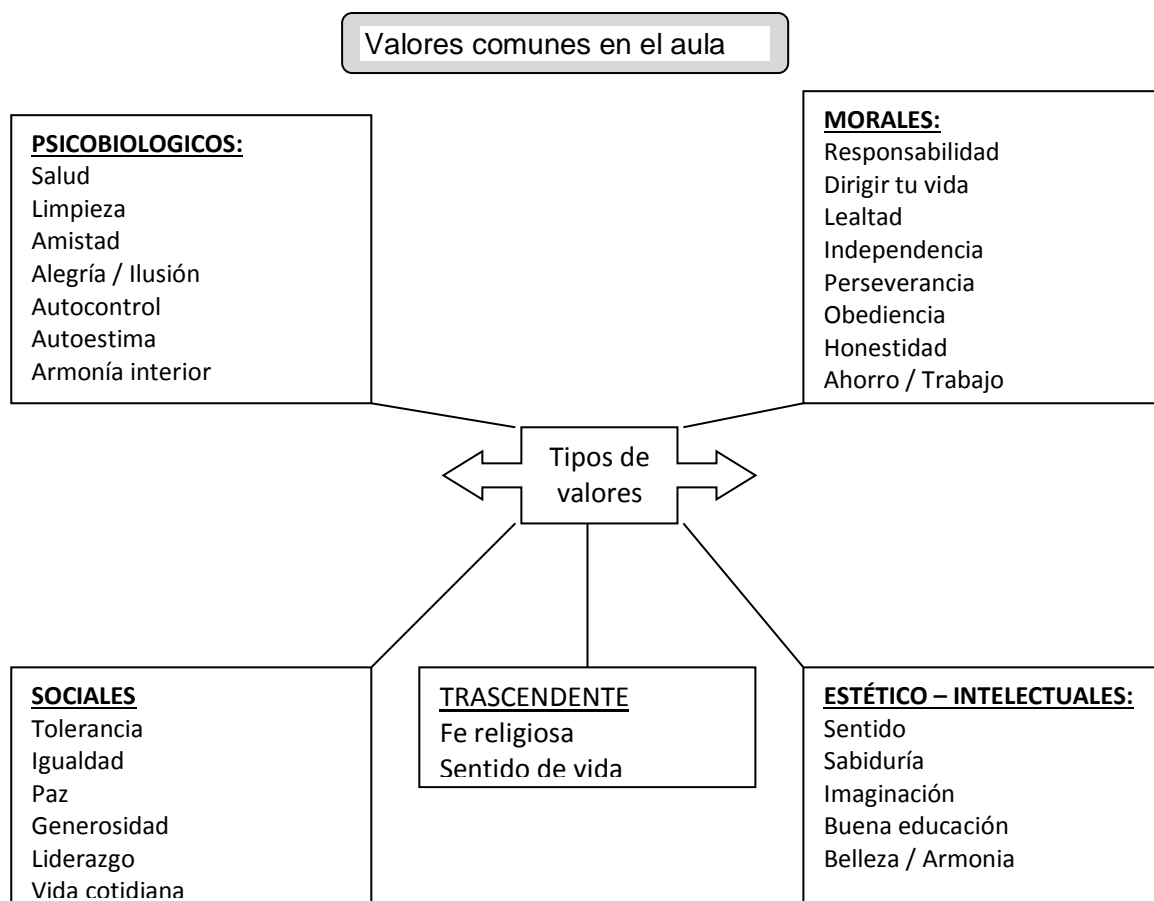 Valores comunes en el aula
PSICOBIOLOGICOS:
Salud
Limpieza
Amistad
Alegría / Ilusión
Autocontrol
Autoestima
Armonía interior
MORALES:
Responsabilidad
Dirigir tu vida
Lealtad
Independencia
Perseverancia
Obediencia
Honestidad
Ahorro / Trabajo
Tipos de
valores
SOCIALES
Tolerancia
Igualdad
Paz
Generosidad
Liderazgo
Vida cotidiana
TRASCENDENTE
Fe religiosa
Sentido de vida
ESTÉTICO – INTELECTUALES:
Sentido
Sabiduría
Imaginación
Buena educación
Belleza / Armonia